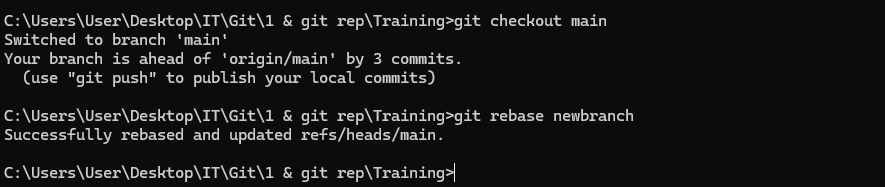 C:\Users\User\Desktop\IT\Git\1 & git rep\Training>git checkout main
Switched to branch 'main'
Your branch is ahead of 'origin/main' by 3 commits.
  (use "git push" to publish your local commits)
C:\Users\User\Desktop\IT\Git\1 & git rep\Training>git rebase newbranch
Successfully rebased and updated refs/heads/main.
C:\Users\User\Desktop\IT\Git\1 & git rep\Training>